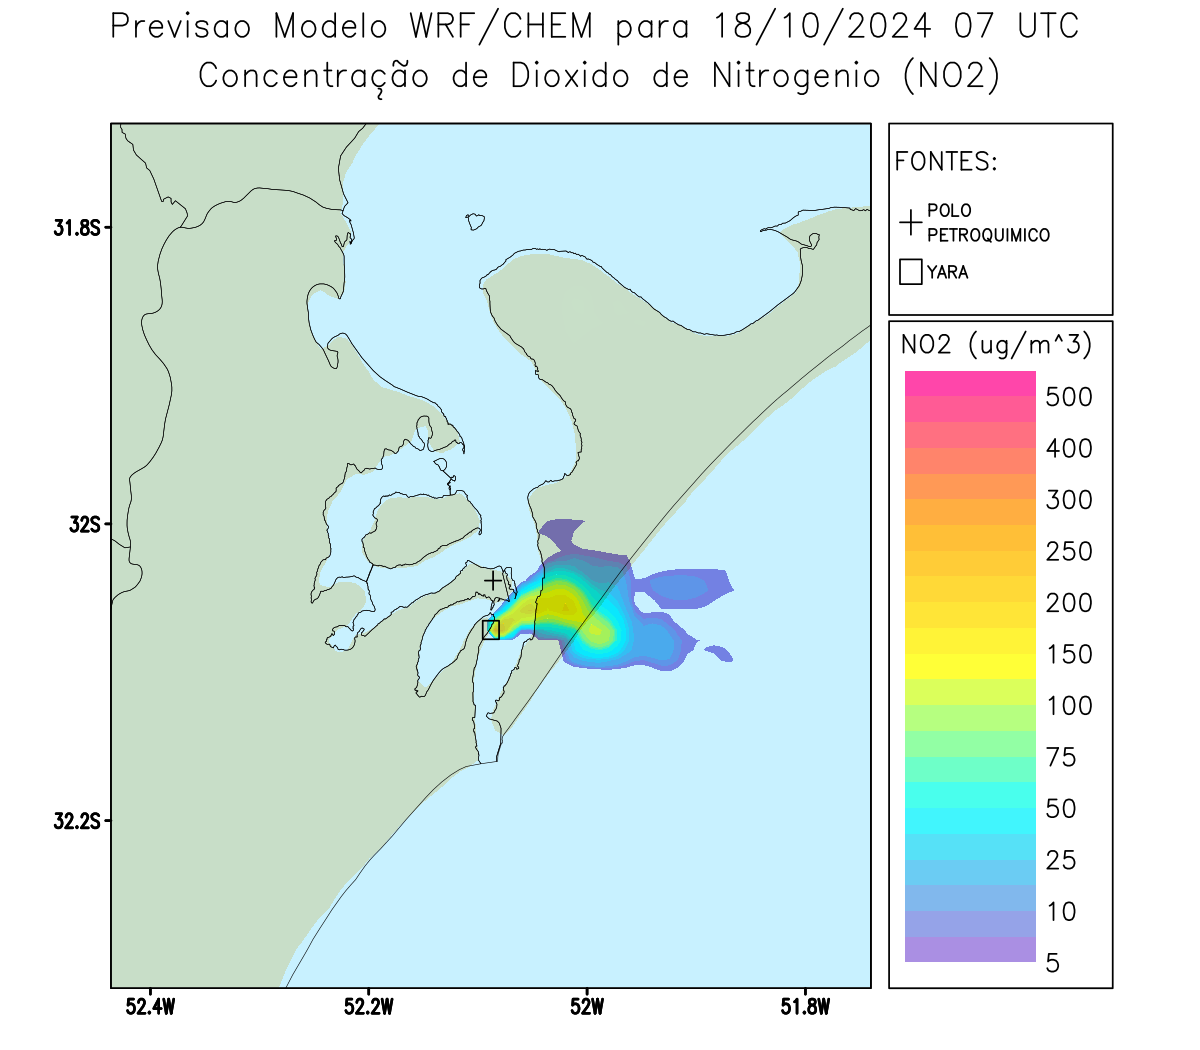 Previsao Modelo WRF/CHEM para 18/10/2024 07 UTC
Concentração de Dioxido de Nitrogenio (NO2)
FONTES:
POLO
PETROQUIMICO
YARA
NO2 (ug/m^3)
500
400
300
250
200
150
100
75
50
25
10
5
31.8S
32S
32.2S
52.4W
52.2W
52W
51.8W